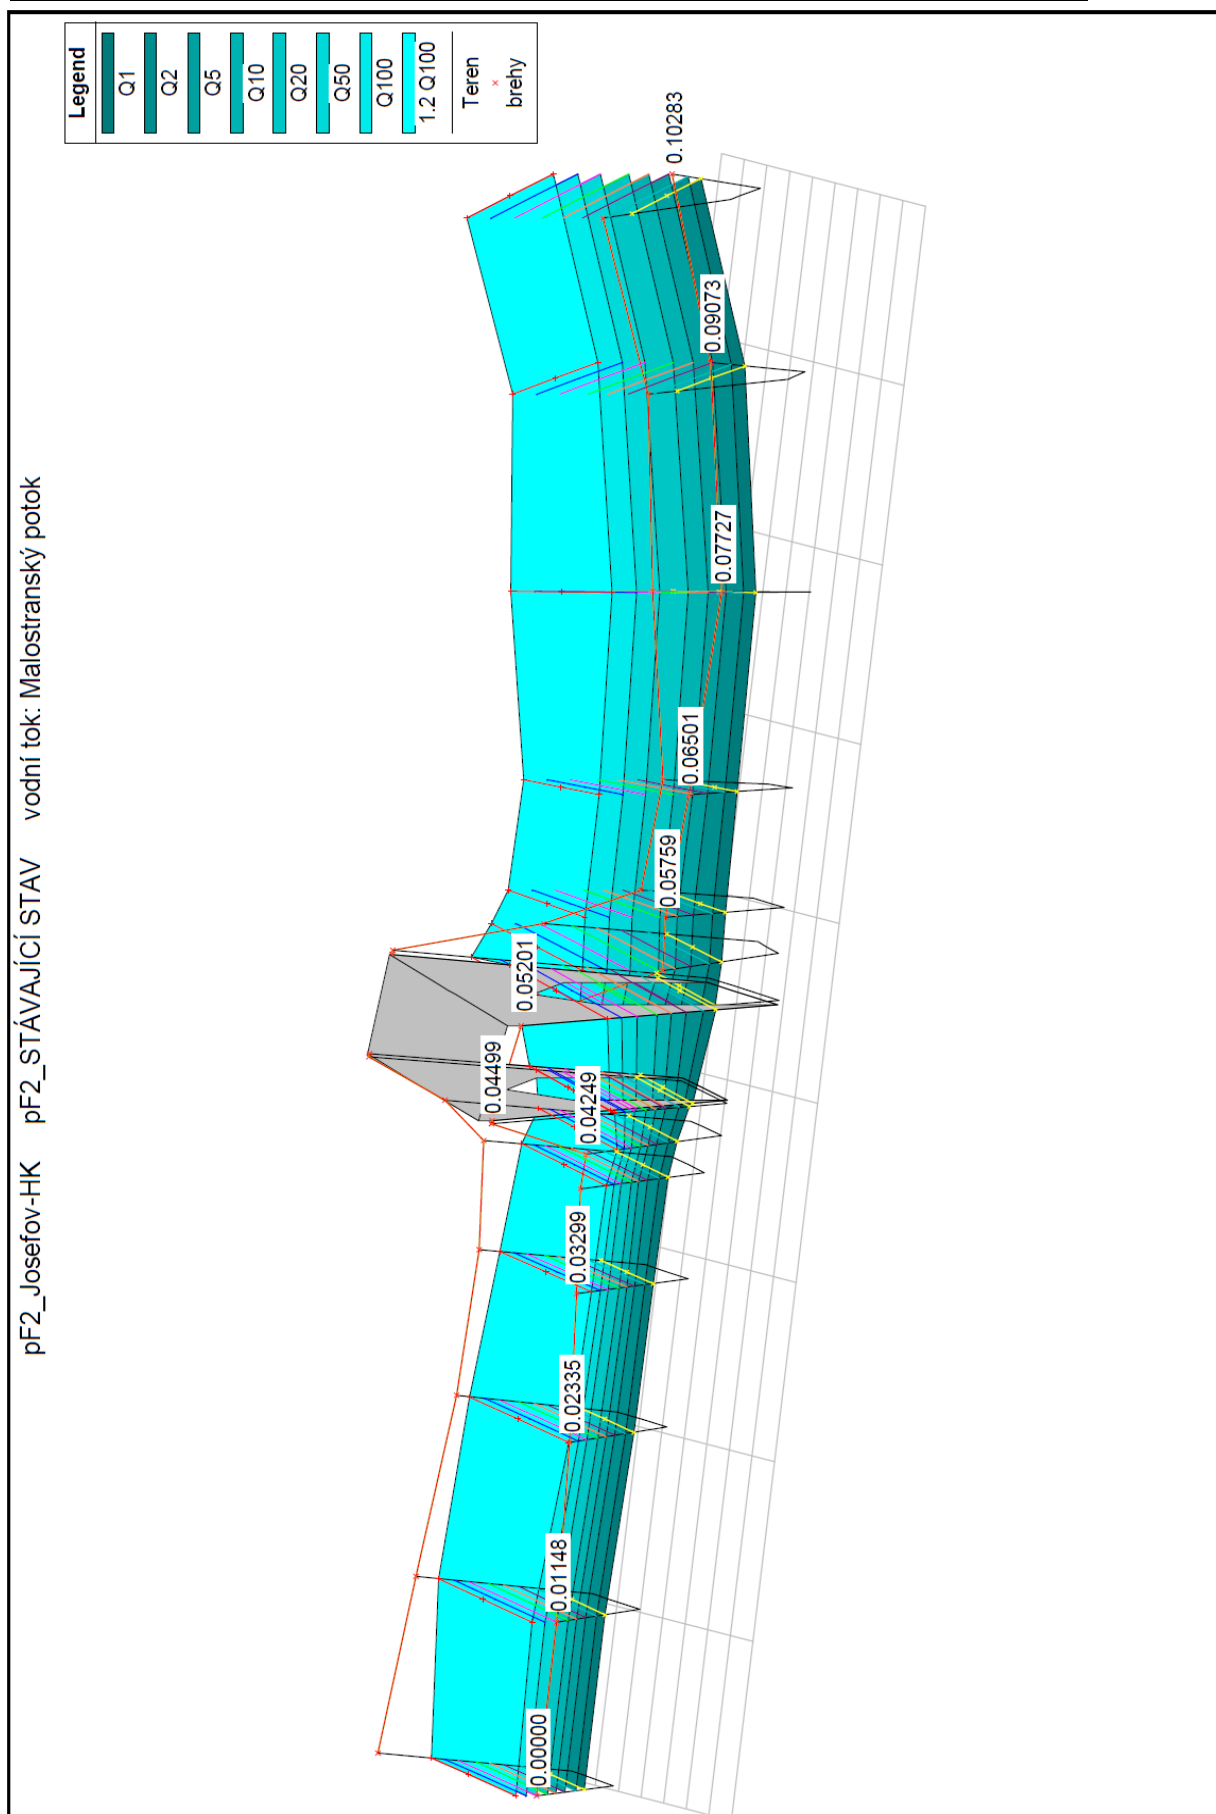 pF2_Josefov-HK pF2_STÁVAJÍCÍ STAV vodní tok: Malostranský potok
Legend
Q1
Q2
Q5
Q10
Q20
Q50
Q100
1.2 Q100
Teren
brehy
0.00000
0.01148
0.02335
0.03299
0.04249
0.04499
0.05201
0.05759
0.06501
0.07727
0.09073
0.10283